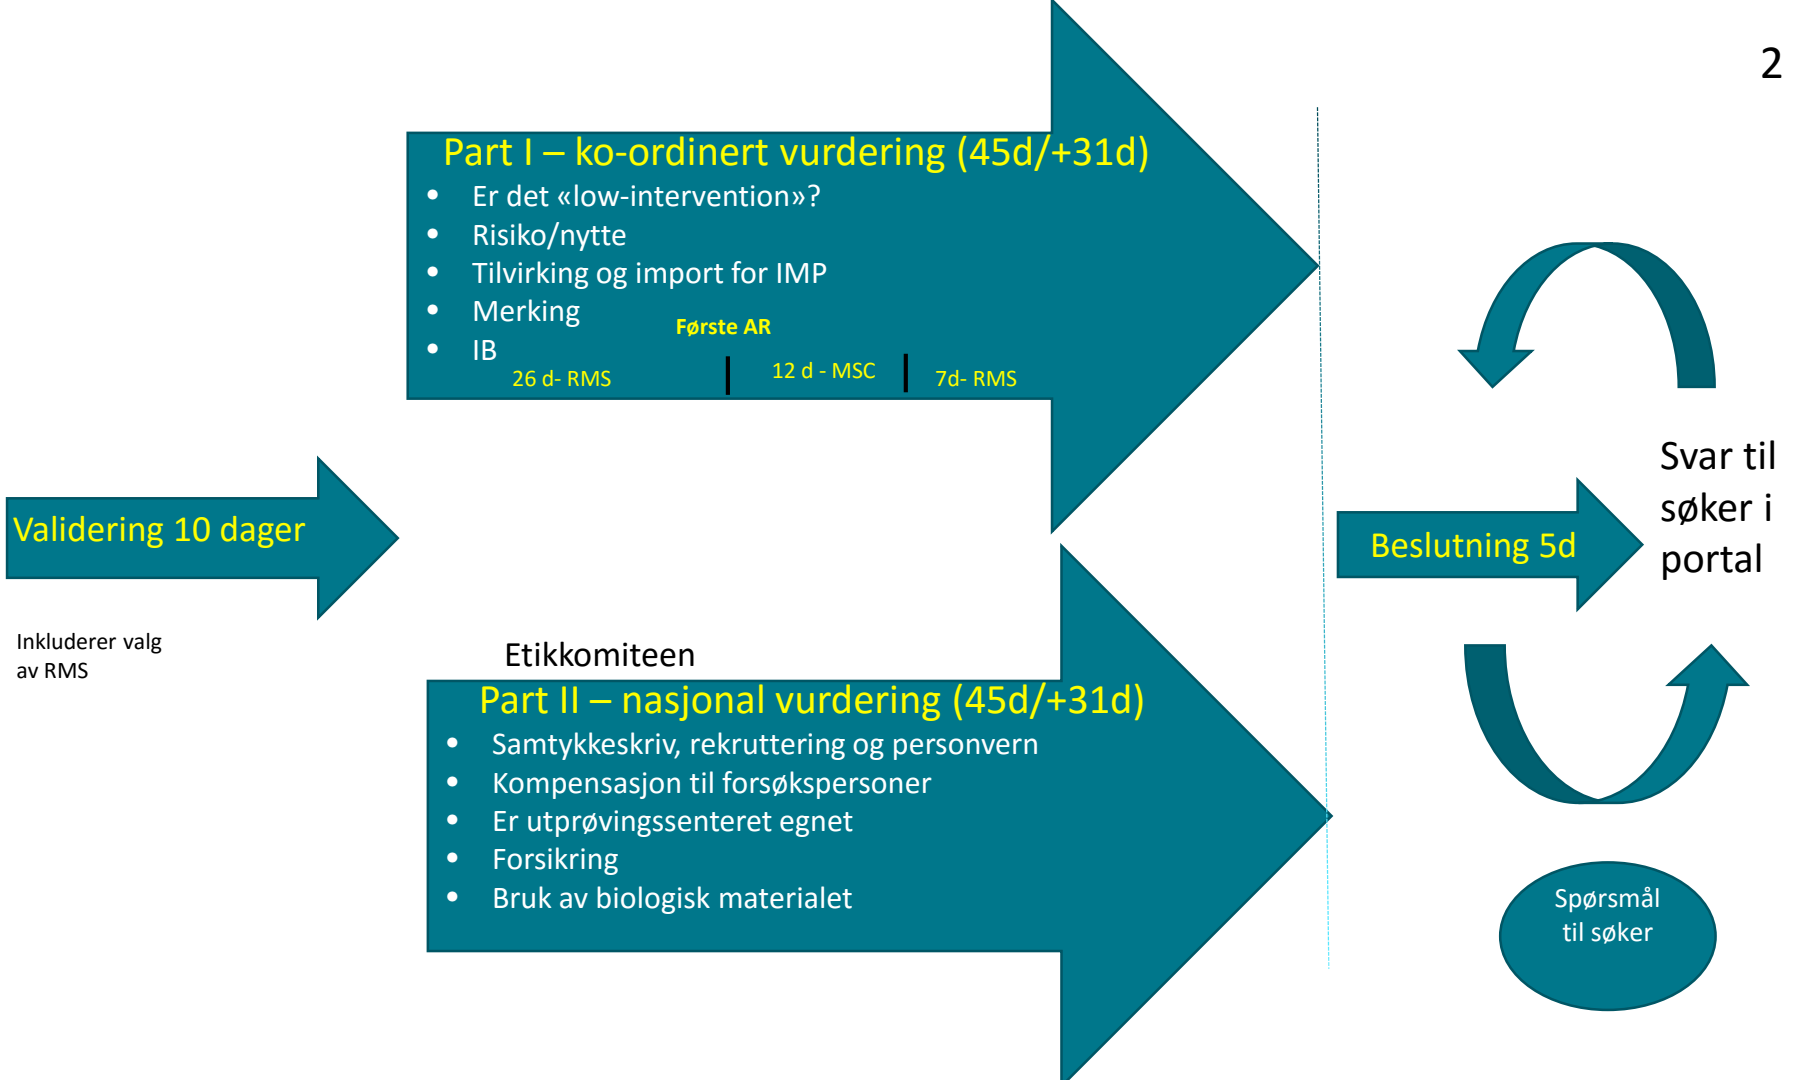 2
Part I – ko-ordinert vurdering (45d/+31d)
• Er det «low-intervention»?
• Risiko/nytte
• Tilvirking og import for IMP
• Merking
• IB
Første AR
26 d- RMS
12 d - MSC
7d- RMS
Validering 10 dager
Inkluderer valg
av RMS
Etikkomiteen
Part II – nasjonal vurdering (45d/+31d)
• Samtykkeskriv, rekruttering og personvern
• Kompensasjon til forsøkspersoner
• Er utprøvingssenteret egnet
• Forsikring
• Bruk av biologisk materialet
Beslutning 5d
Svar til
søker i
portal
Spørsmål
til søker